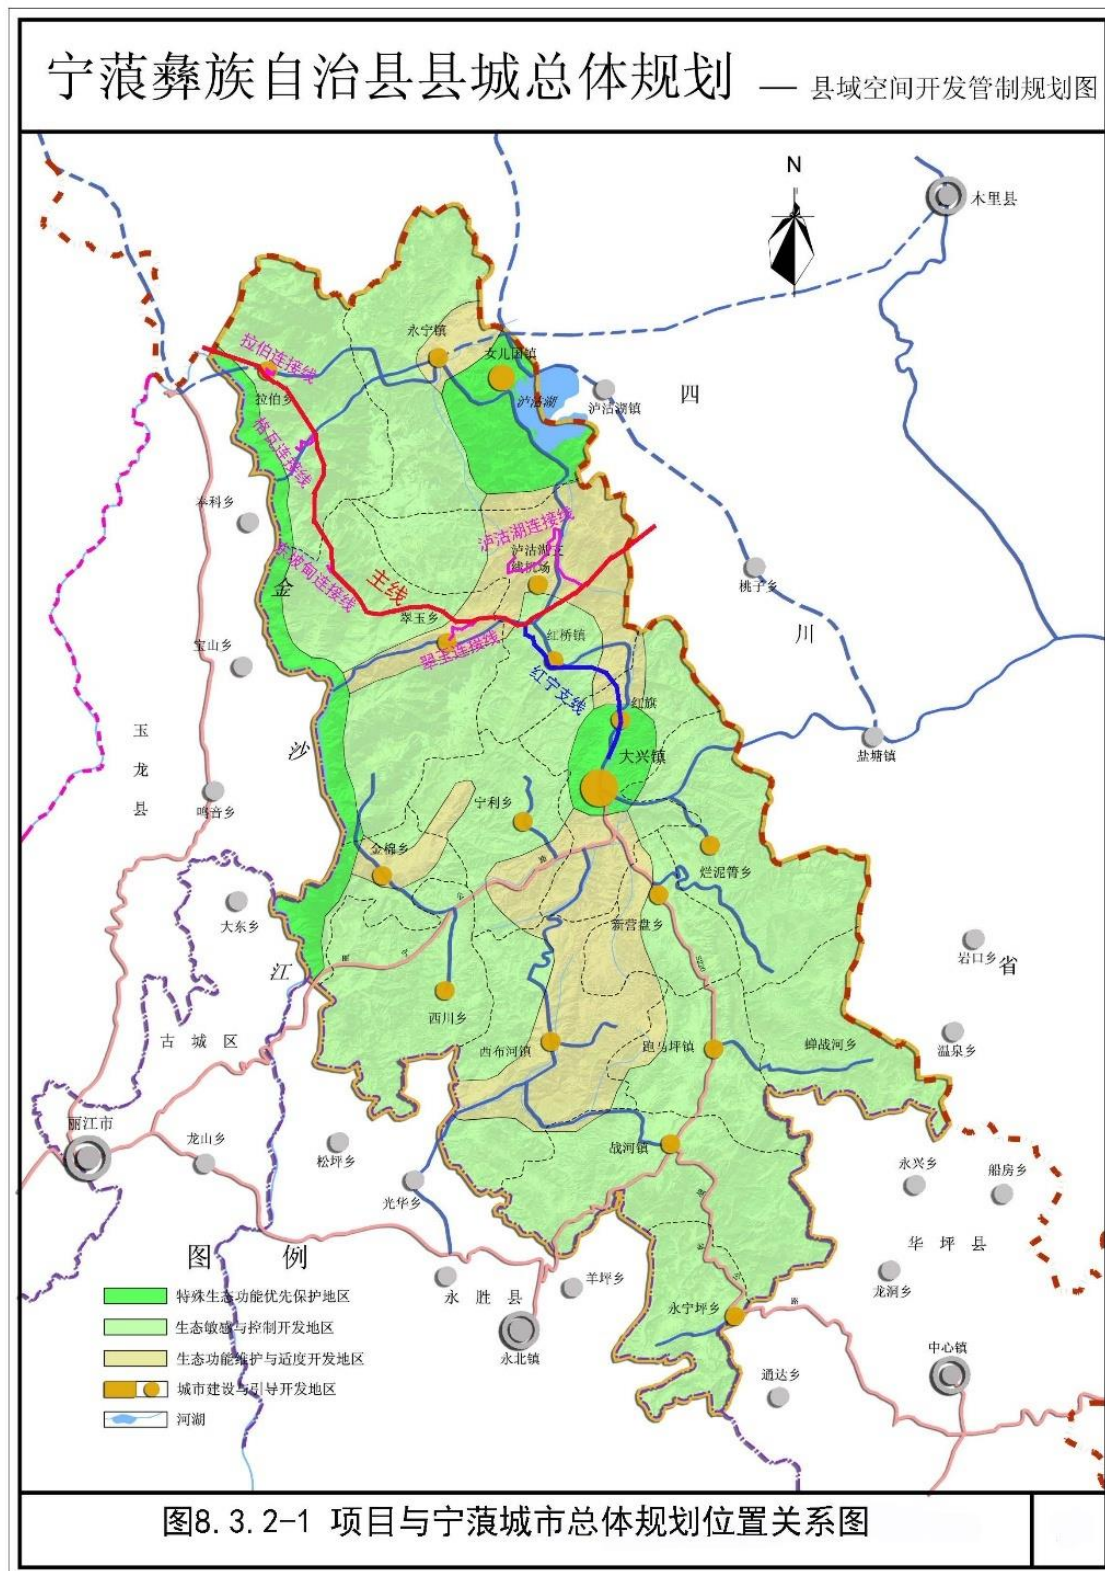 宁蒗彝族自治县县城总体规划 — 县域空间开发管制规划图
N
木里县
永宁镇
女儿国镇
拉伯连接线
拉伯乡
泸沽湖
泸沽湖镇
四
格瓦连接线
奉科乡
泸沽湖连接线
泸沽湖支
线机场
东坡甸连接线
金
主线
桃子乡
翠玉乡
川
红桥镇
翠玉连接线
宝山乡
红宁支线
红旗
玉
龙
县
沙
大兴镇
盐塘镇
鸣音乡
宁利乡
金棉乡
烂泥箐乡
大东乡
新营盘乡
岩口乡
江
省
西川乡
古城区
西布河镇
跑马坪镇
蝉战河乡
温泉乡
丽江市
龙山乡
松坪乡
战河镇
永兴乡
船房乡
光华乡
华坪县
图 例
羊坪乡
龙洞乡
永胜县
特殊生态功能优先保护地区
永宁坪乡
生态敏感与控制开发地区
永北镇
中心镇
生态功能维护与适度开发地区
通达乡
城市建设与引导开发地区
河湖
图8.3.2-1 项目与宁蒗城市总体规划位置关系图